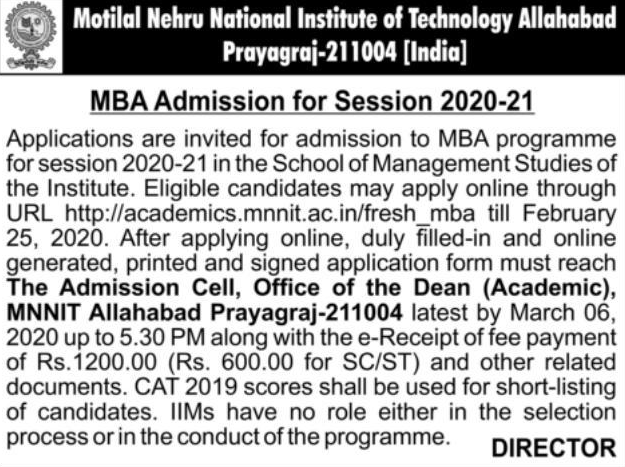 Motilal Nehru National Institute of Technology Allahabad
Prayagraj-211004 [India]
MBA Admission for Session 2020-21
Applications are invited for admission to MBA programme
for session 2020-21 in the School of Management Studies of
the Institute. Eligible candidates may apply online through
URL http://academics.mnnit.ac.in/fresh_mba till February
25, 2020. After applying online, duly filled-in and online
generated, printed and signed application form must reach
The Admission Cell, Office of the Dean (Academic),
MNNIT Allahabad Prayagraj-211004 latest by March 06,
2020 up to 5.30 PM along with the e-Receipt of fee payment
of Rs.1200.00 (Rs. 600.00 for SC/ST) and other related
documents. CAT 2019 scores shall be used for short-listing
of candidates. IIMs have no role either in the selection
process or in the conduct of the programme.
DIRECTOR